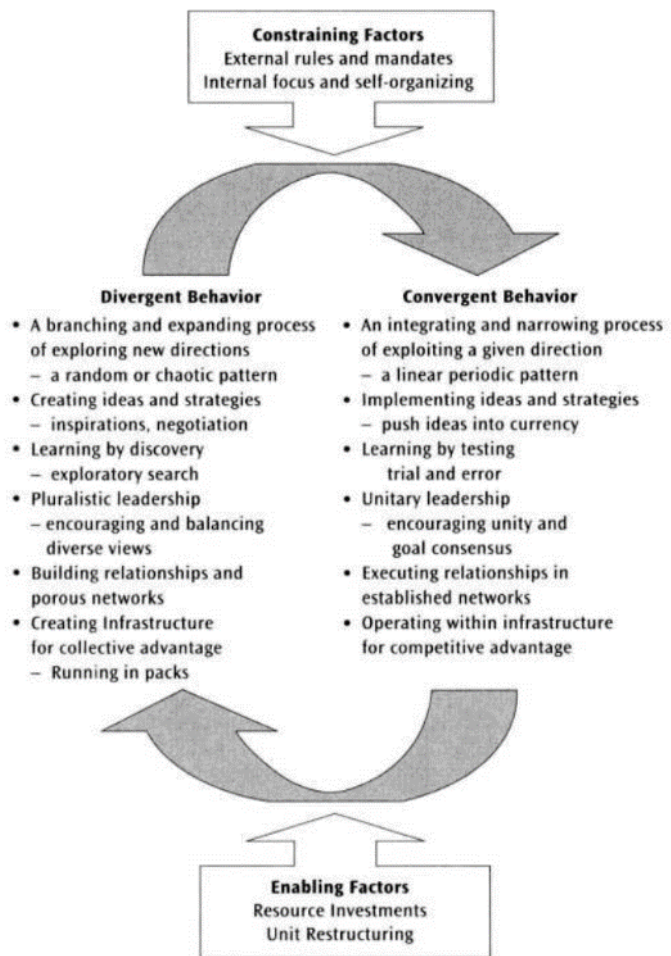 Constraining Factors
External rules and mandates
Internal focus and self-organizing
Divergent Behavior
• A branching and expanding process
of exploring new directions
– a random or chaotic pattern
• Creating ideas and strategies
– inspirations, negotiation
• Learning by discovery
– exploratory search
• Pluralistic leadership
– encouraging and balancing
diverse views
• Building relationships and
porous networks
• Creating Infrastructure
for collective advantage
– Running in packs
Convergent Behavior
• An integrating and narrowing process
of exploiting a given direction
– a linear periodic pattern
• Implementing ideas and strategies
– push ideas into currency
• Learning by testing
trial and error
• Unitary leadership
– encouraging unity and
goal consensus
• Executing relationships in
established networks
• Operating within infrastructure
for competitive advantage
Enabling Factors
Resource Investments
Unit Restructuring